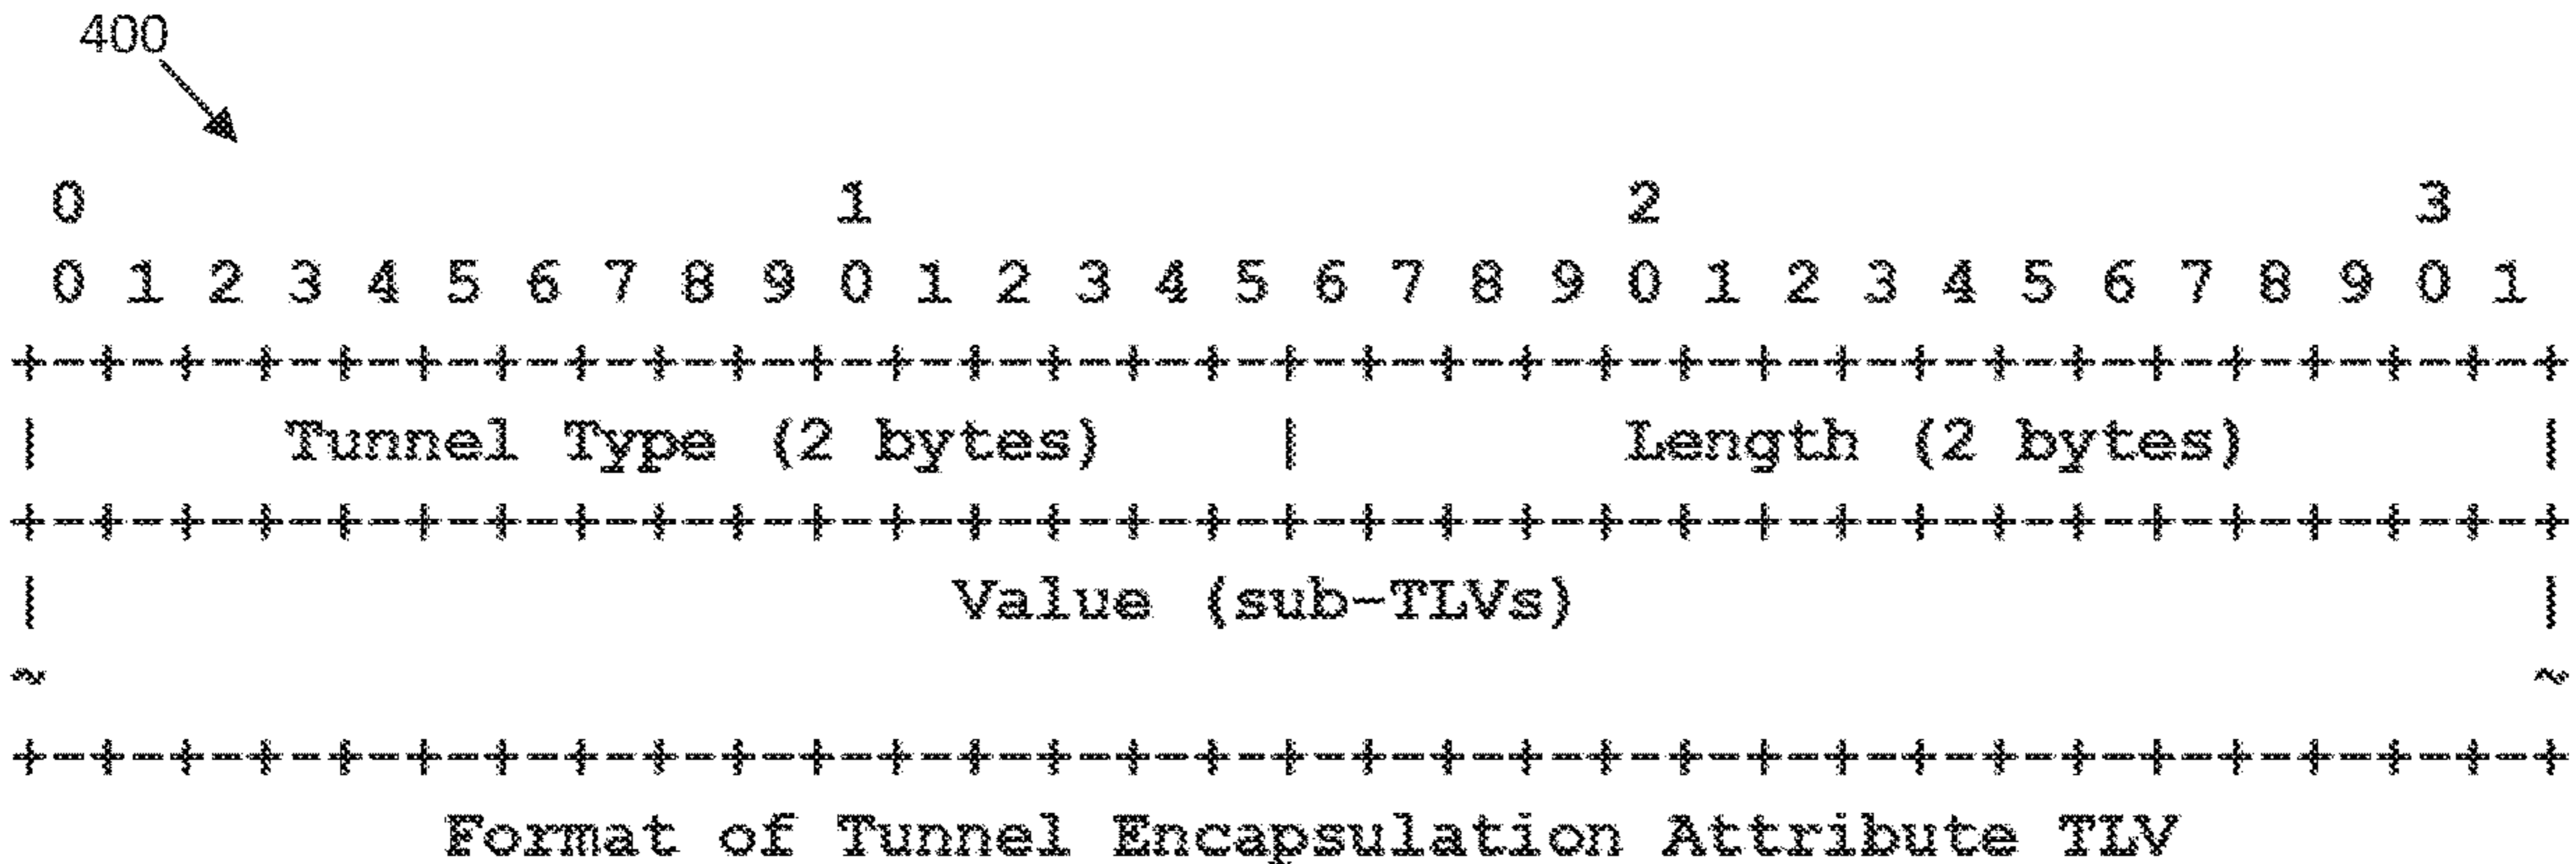 400
0 1 2 3
0 1 2 3 4 5 6 7 8 9 0 1 2 3 4 5 6 7 8 9 0 1 2 3 4 5 6 7 8 9 0 1
+-+-+-+-+-+-+-+-+-+-+-+-+-+-+-+-+-+-+-+-+-+-+-+-+-+-+-+-+-+-+-+-+
| Tunnel Type (2 bytes) | Length (2 bytes) |
+-+-+-+-+-+-+-+-+-+-+-+-+-+-+-+-+-+-+-+-+-+-+-+-+-+-+-+-+-+-+-+-+
| Value (sub-TLVs) |
~ ~
+-+-+-+-+-+-+-+-+-+-+-+-+-+-+-+-+-+-+-+-+-+-+-+-+-+-+-+-+-+-+-+-+
Format of Tunnel Encapsulation Attribute TLV